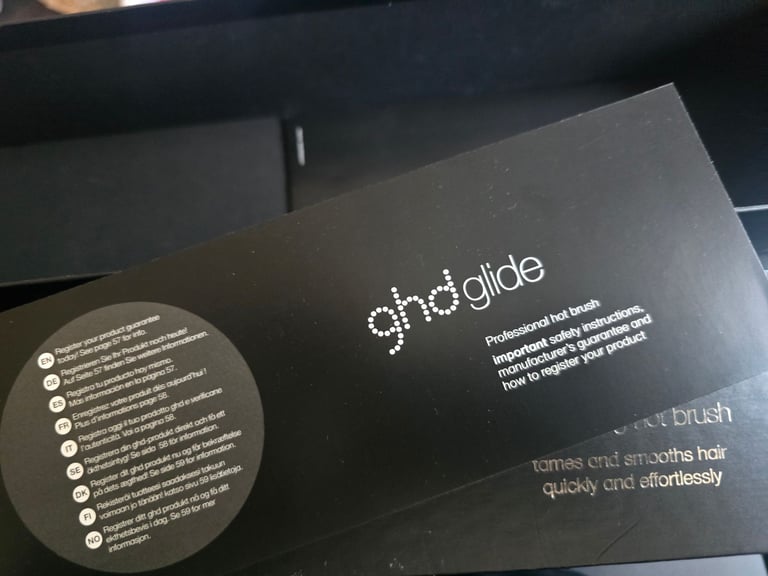 ghd glide
Professional hot brush
important safety instructions,
manufacturer's guarantee and
how to register your product
EN Register your product guarantee
today! See page 57 for info.
DE Registrieren Sie Ihr Produkt noch heute!
Auf Seite 57 finden Sie weitere Informationen.
ES Registra tu producto hoy mismo.
Más información en la página 57.
FR Enregistrez votre produit dès aujourd'hui !
Plus d'informations page 58.
IT Registra oggi il tuo prodotto ghd e verificane
l'autenticità. Vai a pagina 58.
SE Registrera din ghd-produkt direkt och få ett
äkthetsintyg! Se sida 58 för information.
DK Register dit ghd produkt nu og få bekræftelse
på dets ægthed! Se side 59 for information.
FI Rekisteröi tuotteesi saadaksesi takuun
voimaan jo tänään! katso sivu 59 lisätietoja.
NO Registrer ditt ghd produkt nå og få ditt
ekthetsbevis i dag. Se 59 for mer
informasjon.
hot brush
tames and smooths hair
quickly and effortlessly